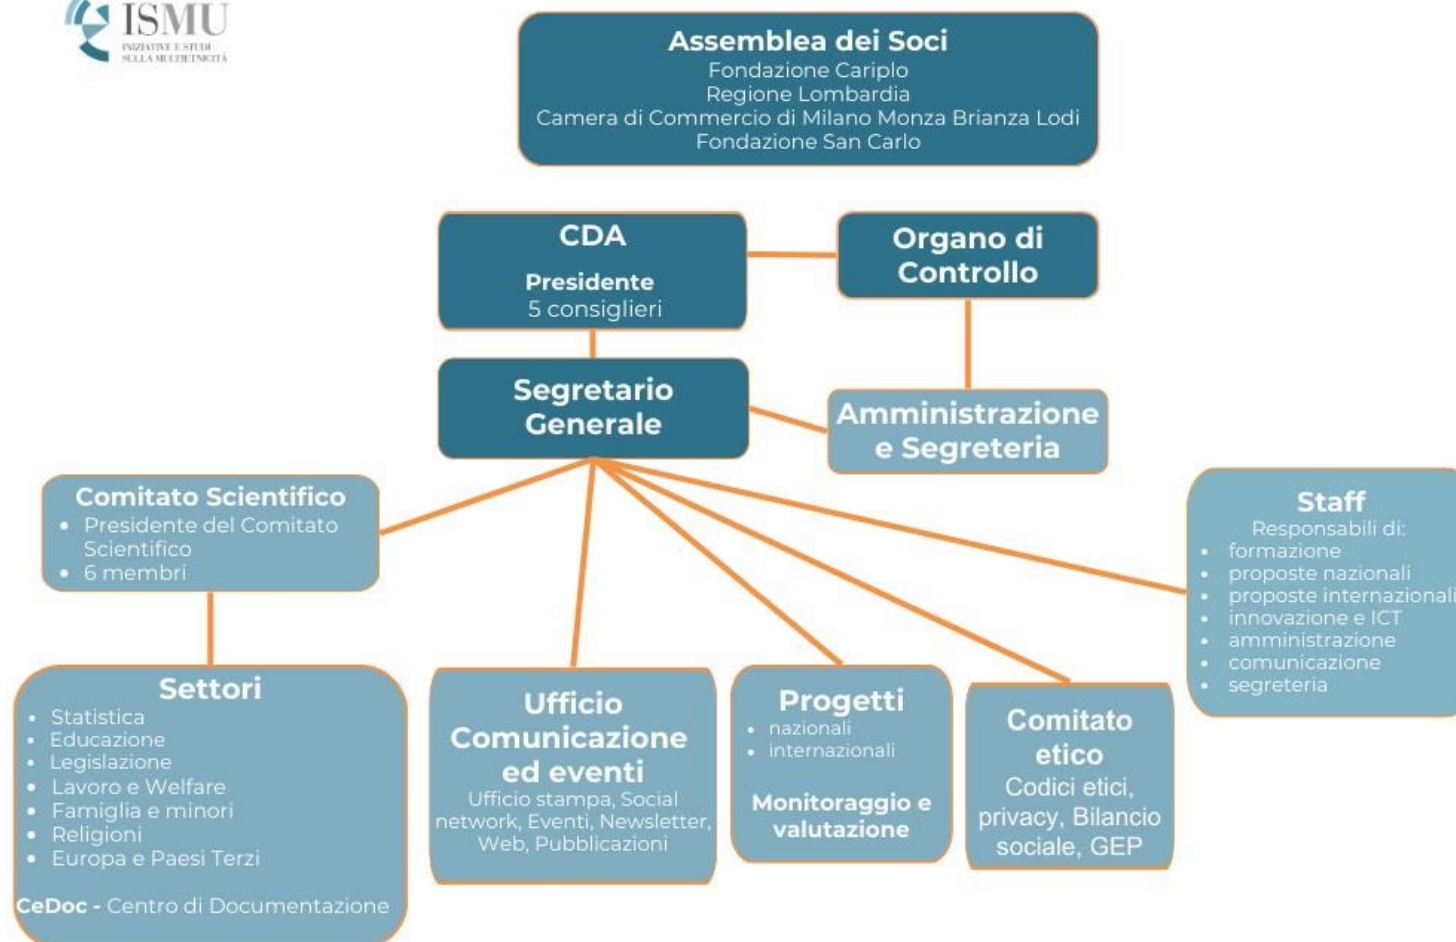 ISMU
INIZIATIVE E STUDI
SULLA MULTIETNICITÀ
Assemblea dei Soci
Fondazione Cariplo
Regione Lombardia
Camera di Commercio di Milano Monza Brianza Lodi
Fondazione San Carlo
CDA
Presidente
5 consiglieri
Organo di
Controllo
Segretario
Generale
Amministrazione
e Segreteria
Comitato Scientifico
• Presidente del Comitato
Scientifico
• 6 membri
Staff
Responsabili di:
• formazione
• proposte nazionali
• proposte internazionali
• innovazione e ICT
• amministrazione
• comunicazione
• segreteria
Settori
• Statistica
• Educazione
• Legislazione
• Lavoro e Welfare
• Famiglia e minori
• Religioni
• Europa e Paesi Terzi
CeDoc - Centro di Documentazione
Ufficio
Comunicazione
ed eventi
Ufficio stampa, Social
network, Eventi, Newsletter,
Web, Pubblicazioni
Progetti
• nazionali
• internazionali
Monitoraggio e
valutazione
Comitato
etico
Codici etici,
privacy, Bilancio
sociale, GEP